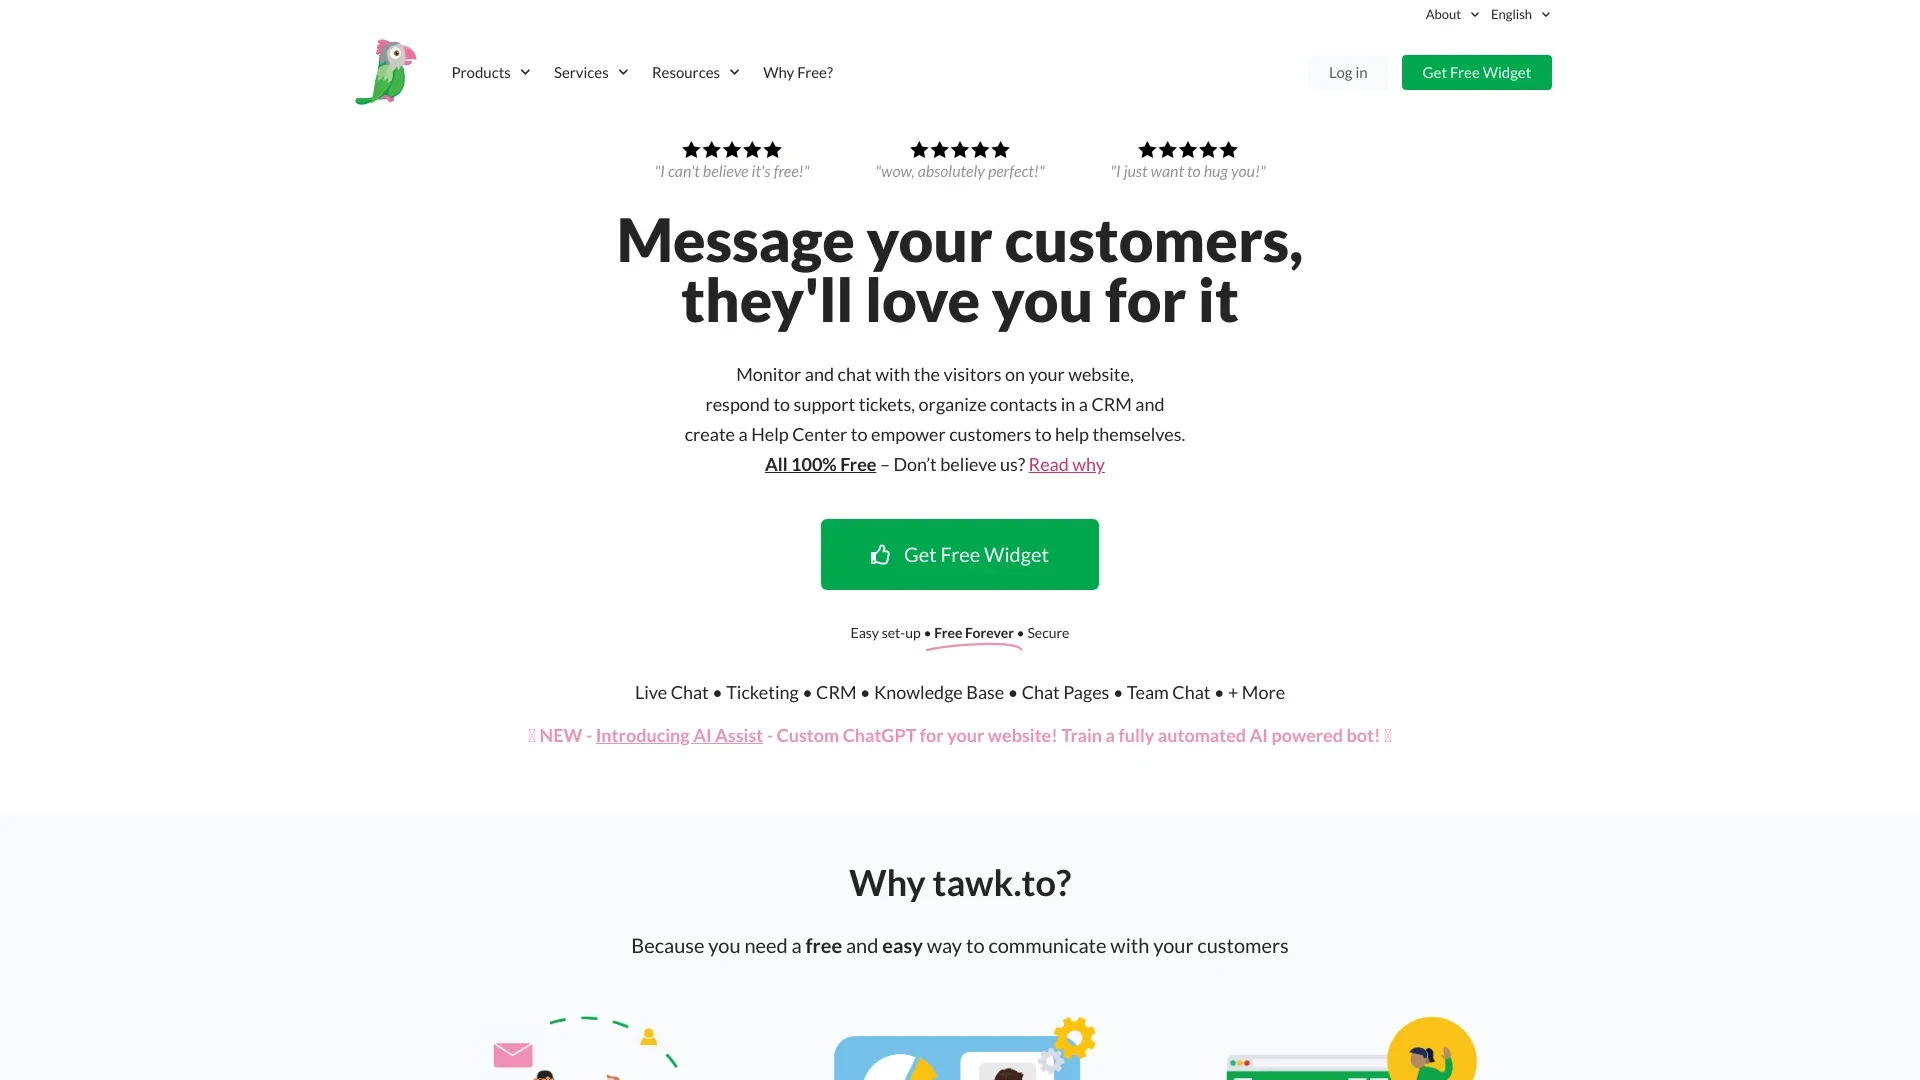 About English
Products Services Resources Why Free? Log in Get Free Widget
"I can't believe it's free!" "wow, absolutely perfect!" "I just want to hug you!"
Message your customers,
they'll love you for it
Monitor and chat with the visitors on your website,
respond to support tickets, organize contacts in a CRM and
create a Help Center to empower customers to help themselves.
All 100% Free – Don’t believe us? Read why
Get Free Widget
Easy set-up • Free Forever • Secure
Live Chat • Ticketing • CRM • Knowledge Base • Chat Pages • Team Chat • + More
NEW - Introducing AI Assist - Custom ChatGPT for your website! Train a fully automated AI powered bot!
Why tawk.to?
Because you need a free and easy way to communicate with your customers